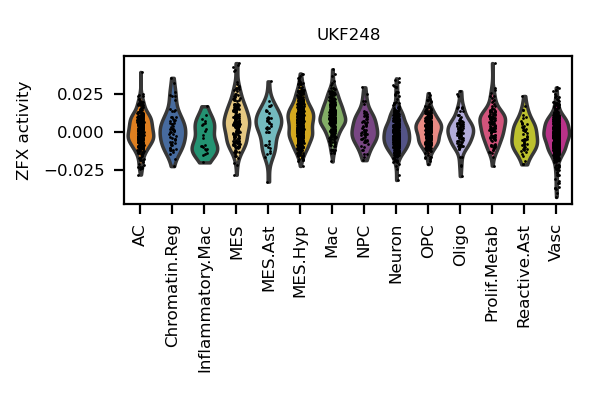 UKF248
ZFX activity
0.025
0.000
−0.025
AC
Chromatin.Reg
Inflammatory.Mac
MES
MES.Ast
MES.Hyp
Mac
NPC
Neuron
OPC
Oligo
Prolif.Metab
Reactive.Ast
Vasc